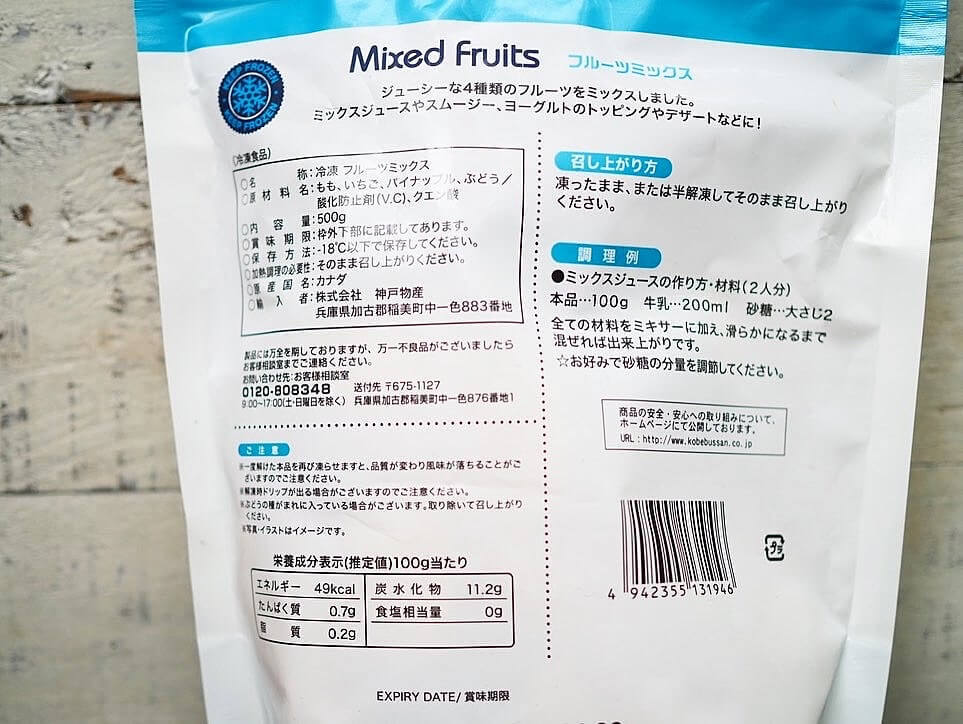 Mixed Fruits フルーツミックス
KEEP FROZEN
KEEP FROZEN
ジューシーな4種類のフルーツをミックスしました。
ミックスジュースやスムージー、ヨーグルトのトッピングやデザートなどに！
《冷凍食品》
○名称：冷凍 フルーツミックス
○原材料名：もも、いちご、パイナップル、ぶどう／
酸化防止剤（V.C）、クエン酸
○内容量：500g
○賞味期限：枠外下部に記載してあります。
○保存方法：-18℃以下で保存してください。
○加熱調理の必要性：そのまま召し上がりください。
○原産国名：カナダ
○輸入者：株式会社 神戸物産
兵庫県加古郡稲美町中一色883番地
製品には万全を期しておりますが、万一不良品がございましたら
お客様相談室までご連絡ください。
お問い合わせ先：お客様相談室
0120-808348 送付先 〒675-1127
9:00〜17:00（土・日曜日を除く） 兵庫県加古郡稲美町中一色876番地1
ご注意
※一度解けた本品を再び凍らせますと、品質が変わり風味が落ちることがご
ざいますのでご注意ください。
※解凍時ドリップが出る場合がございますのでご注意ください。
※ぶどうの種がまれに入っている場合がございます。取り除いて召し上がり
ください。
※写真・イラストはイメージです。
栄養成分表示(推定値)100g当たり
エネルギー 49kcal 炭水化物 11.2g
たんぱく質 0.7g 食塩相当量 0g
脂質 0.2g
召し上がり方
凍ったまま、または半解凍してそのまま召し上がり
ください。
調理例
●ミックスジュースの作り方・材料（2人分）
本品…100g 牛乳…200ml 砂糖…大さじ2
全ての材料をミキサーに加え、滑らかになるまで
混ぜれば出来上がりです。
☆お好みで砂糖の分量を調節してください。
商品の安全・安心への取り組みについて、
ホームページにて公開しております。
URL：http://www.kobebussan.co.jp
4 942355 131946
プラ
EXPIRY DATE/ 賞味期限